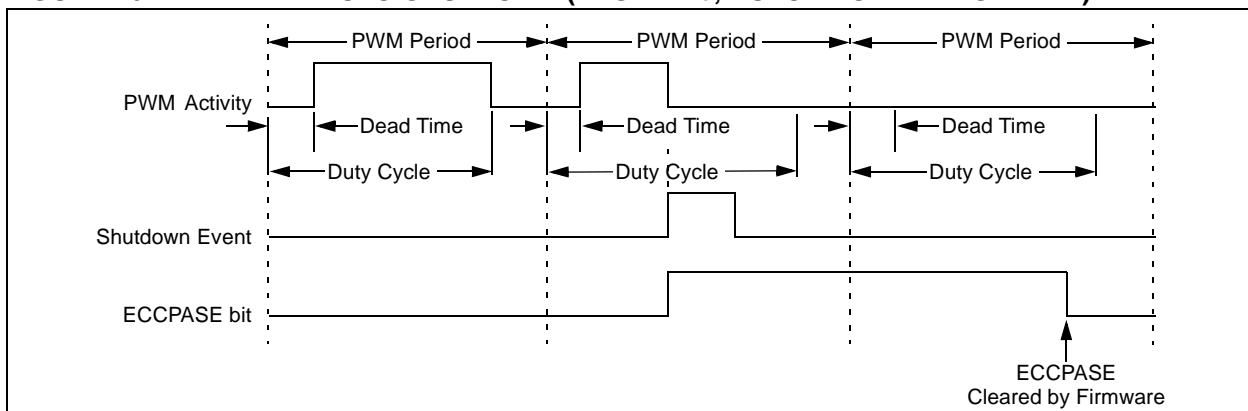 PWM Period PWM Period PWM Period
PWM Activity
Dead Time Dead Time Dead Time
Duty Cycle Duty Cycle Duty Cycle
Shutdown Event
ECCPASE bit
ECCPASE
Cleared by Firmware